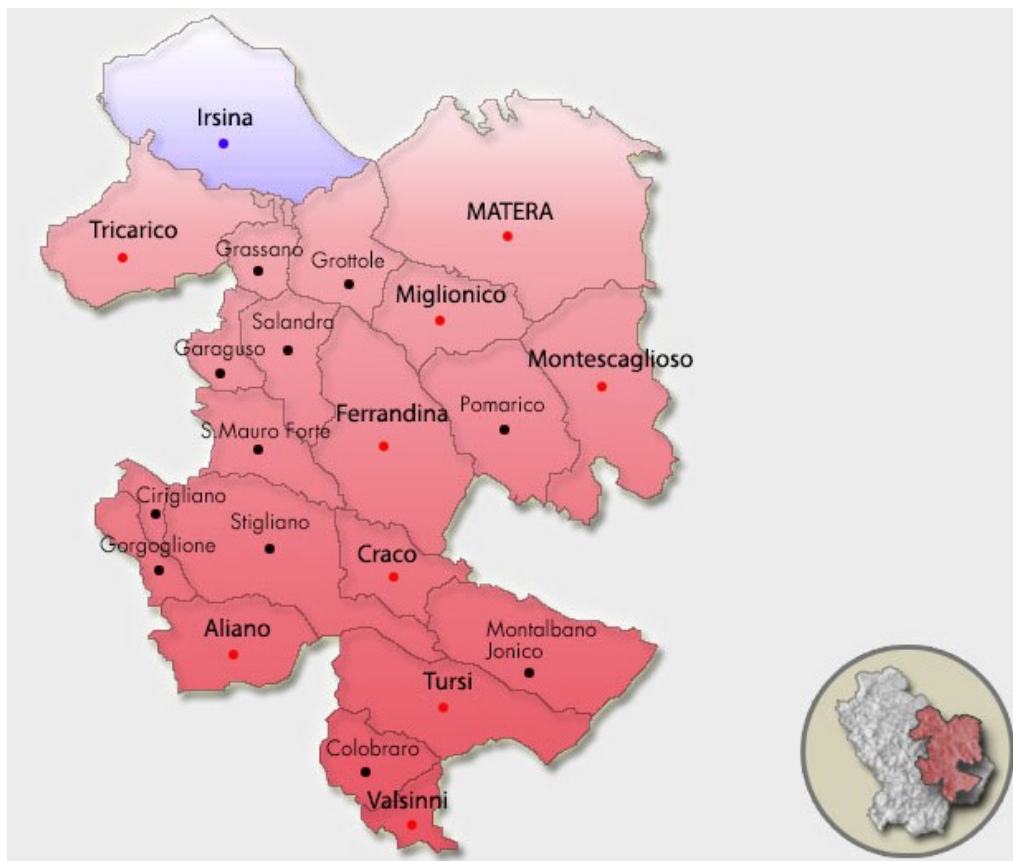 Irsina
MATERA
Tricarico
Grassano
Grottole
Miglionico
Salandra
Garaguso
Montescaglioso
Ferrandina
Pomarico
S.Mauro Forte
Cirigliano
Stigliano
Gorgoglione
Craco
Aliano
Montalbano
Jonico
Tursi
Colobraro
Valsinni